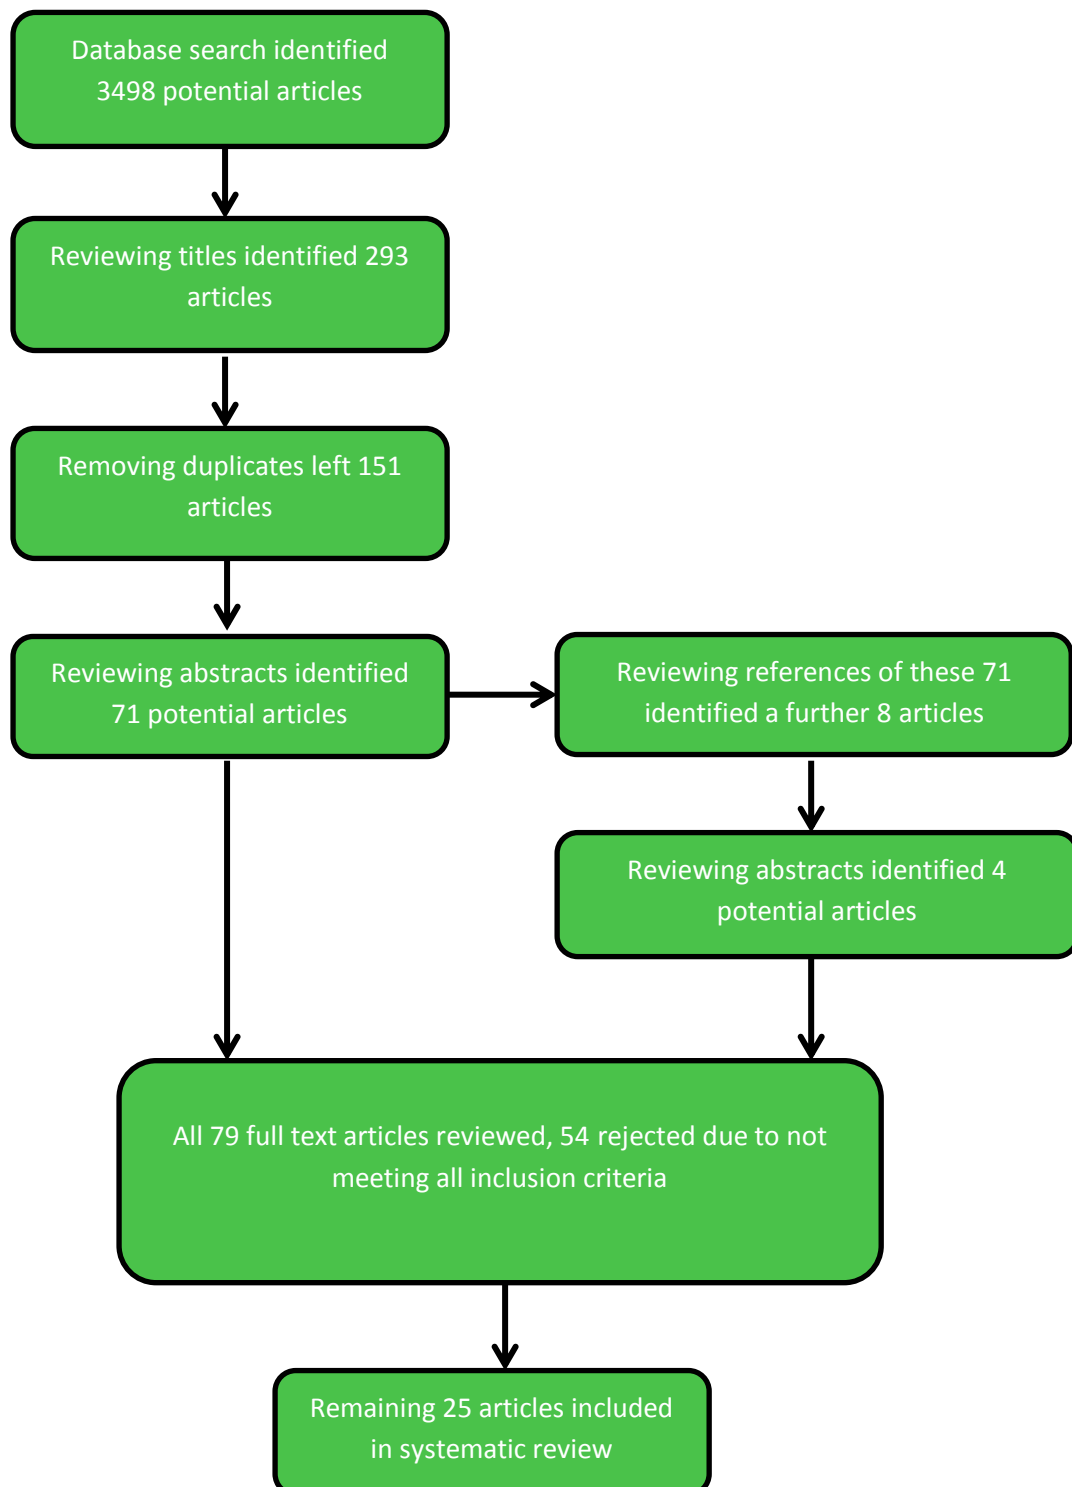 Database search identified
3498 potential articles
Reviewing titles identified 293
articles
Removing duplicates left 151
articles
Reviewing abstracts identified
71 potential articles
Reviewing references of these 71
identified a further 8 articles
Reviewing abstracts identified 4
potential articles
All 79 full text articles reviewed, 54 rejected due to not
meeting all inclusion criteria
Remaining 25 articles included
in systematic review